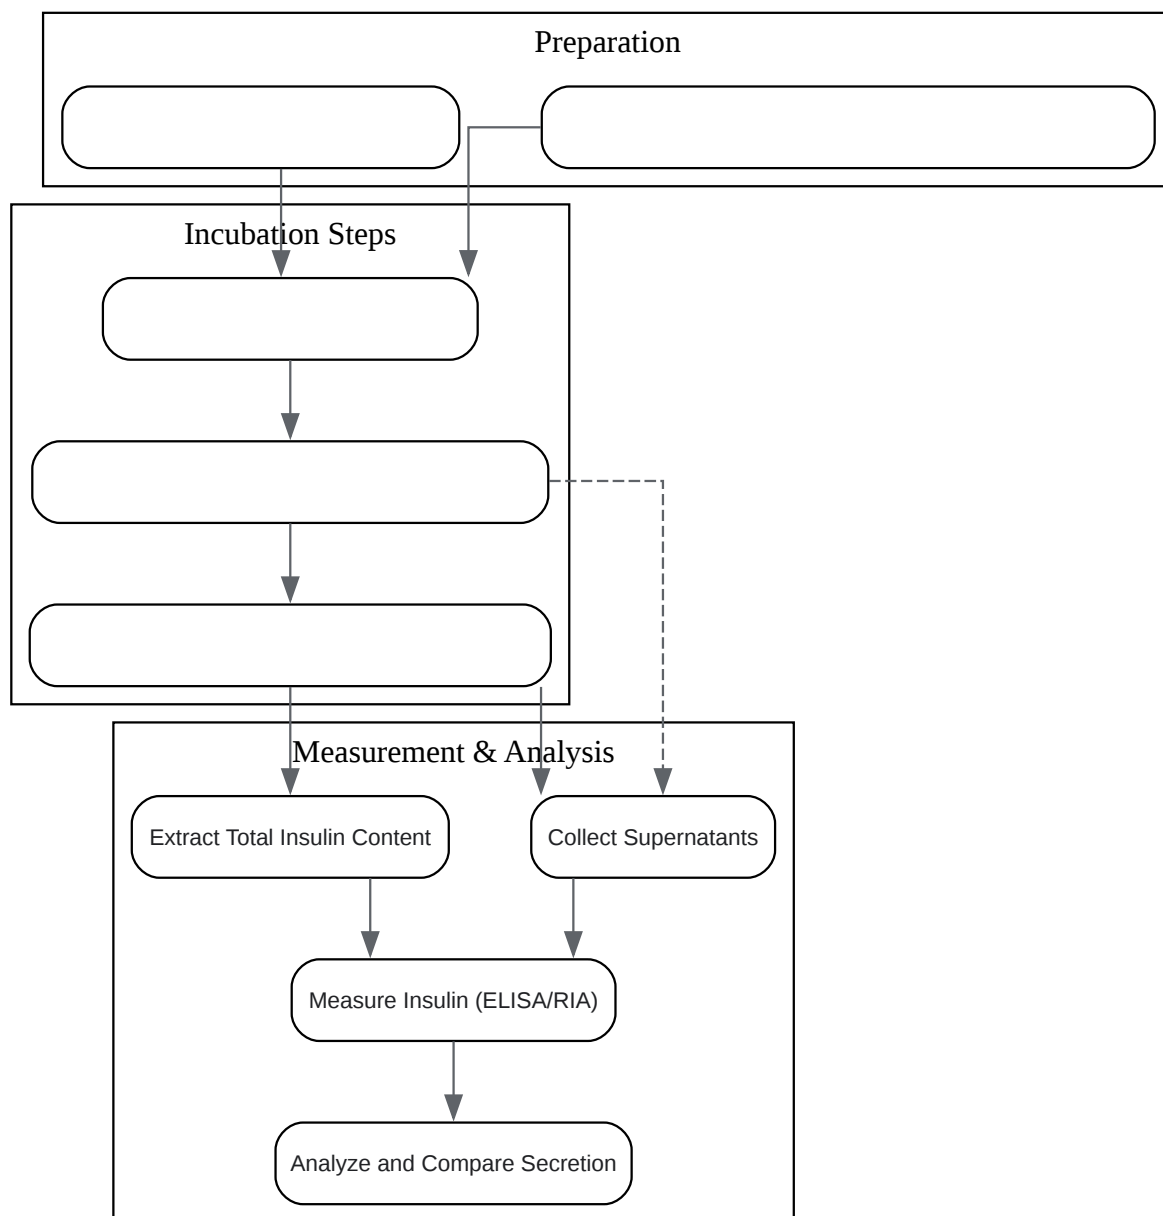 Preparation
Incubation Steps
Measurement & Analysis
Extract Total Insulin Content
Collect Supernatants
Measure Insulin (ELISA/RIA)
Analyze and Compare Secretion